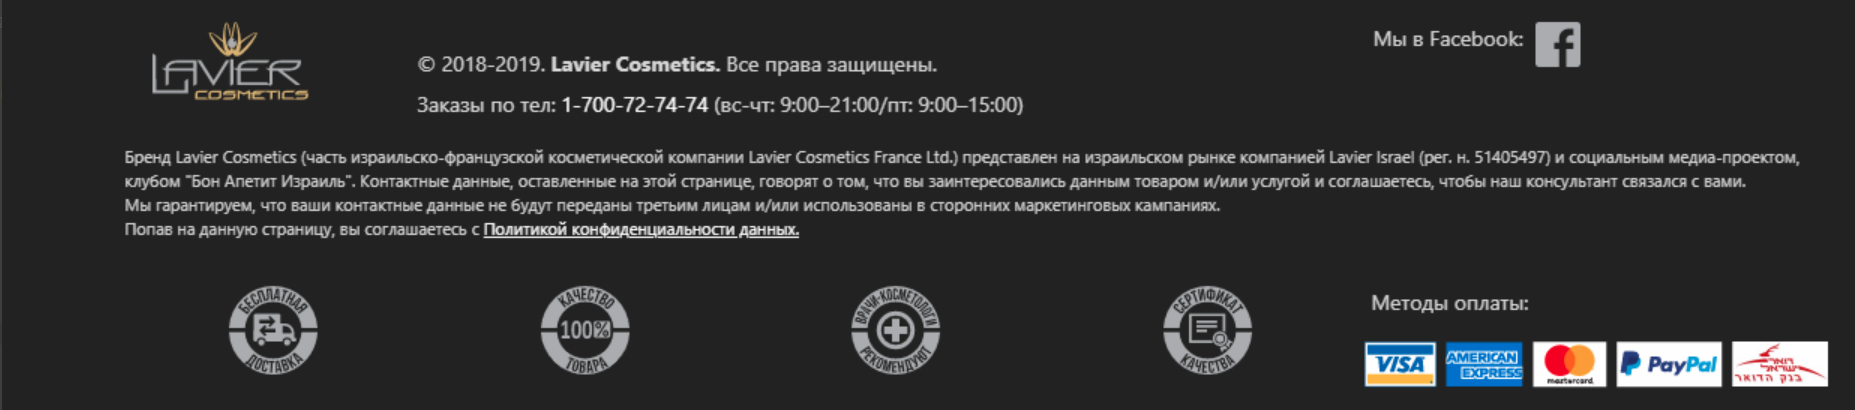 LAVIER
COSMETICS
© 2018-2019. Lavier Cosmetics. Все права защищены.
Заказы по тел: 1-700-72-74-74 (вс-чт: 9:00–21:00/пт: 9:00–15:00)
Мы в Facebook:
Бренд Lavier Cosmetics (часть израильско-французской косметической компании Lavier Cosmetics France Ltd.) представлен на израильском рынке компанией Lavier Israel (рег. н. 51405497) и социальным медиа-проектом,
клубом "Бон Апетит Израиль". Контактные данные, оставленные на этой странице, говорят о том, что вы заинтересовались данным товаром и/или услугой и соглашаетесь, чтобы наш консультант связался с вами.
Мы гарантируем, что ваши контактные данные не будут переданы третьим лицам и/или использованы в сторонних маркетинговых кампаниях.
Попав на данную страницу, вы соглашаетесь с Политикой конфиденциальности данных.
БЕСПЛАТНАЯ
ДОСТАВКА
КАЧЕСТВО
100%
ТОВАРА
ВРАЧИ-КОСМЕТОЛОГИ
РЕКОМЕНДУЮТ
СЕРТИФИКАТ
КАЧЕСТВА
Методы оплаты:
VISA
AMERICAN
EXPRESS
mastercard
PayPal
דואר
ישראל
בנק הדואר